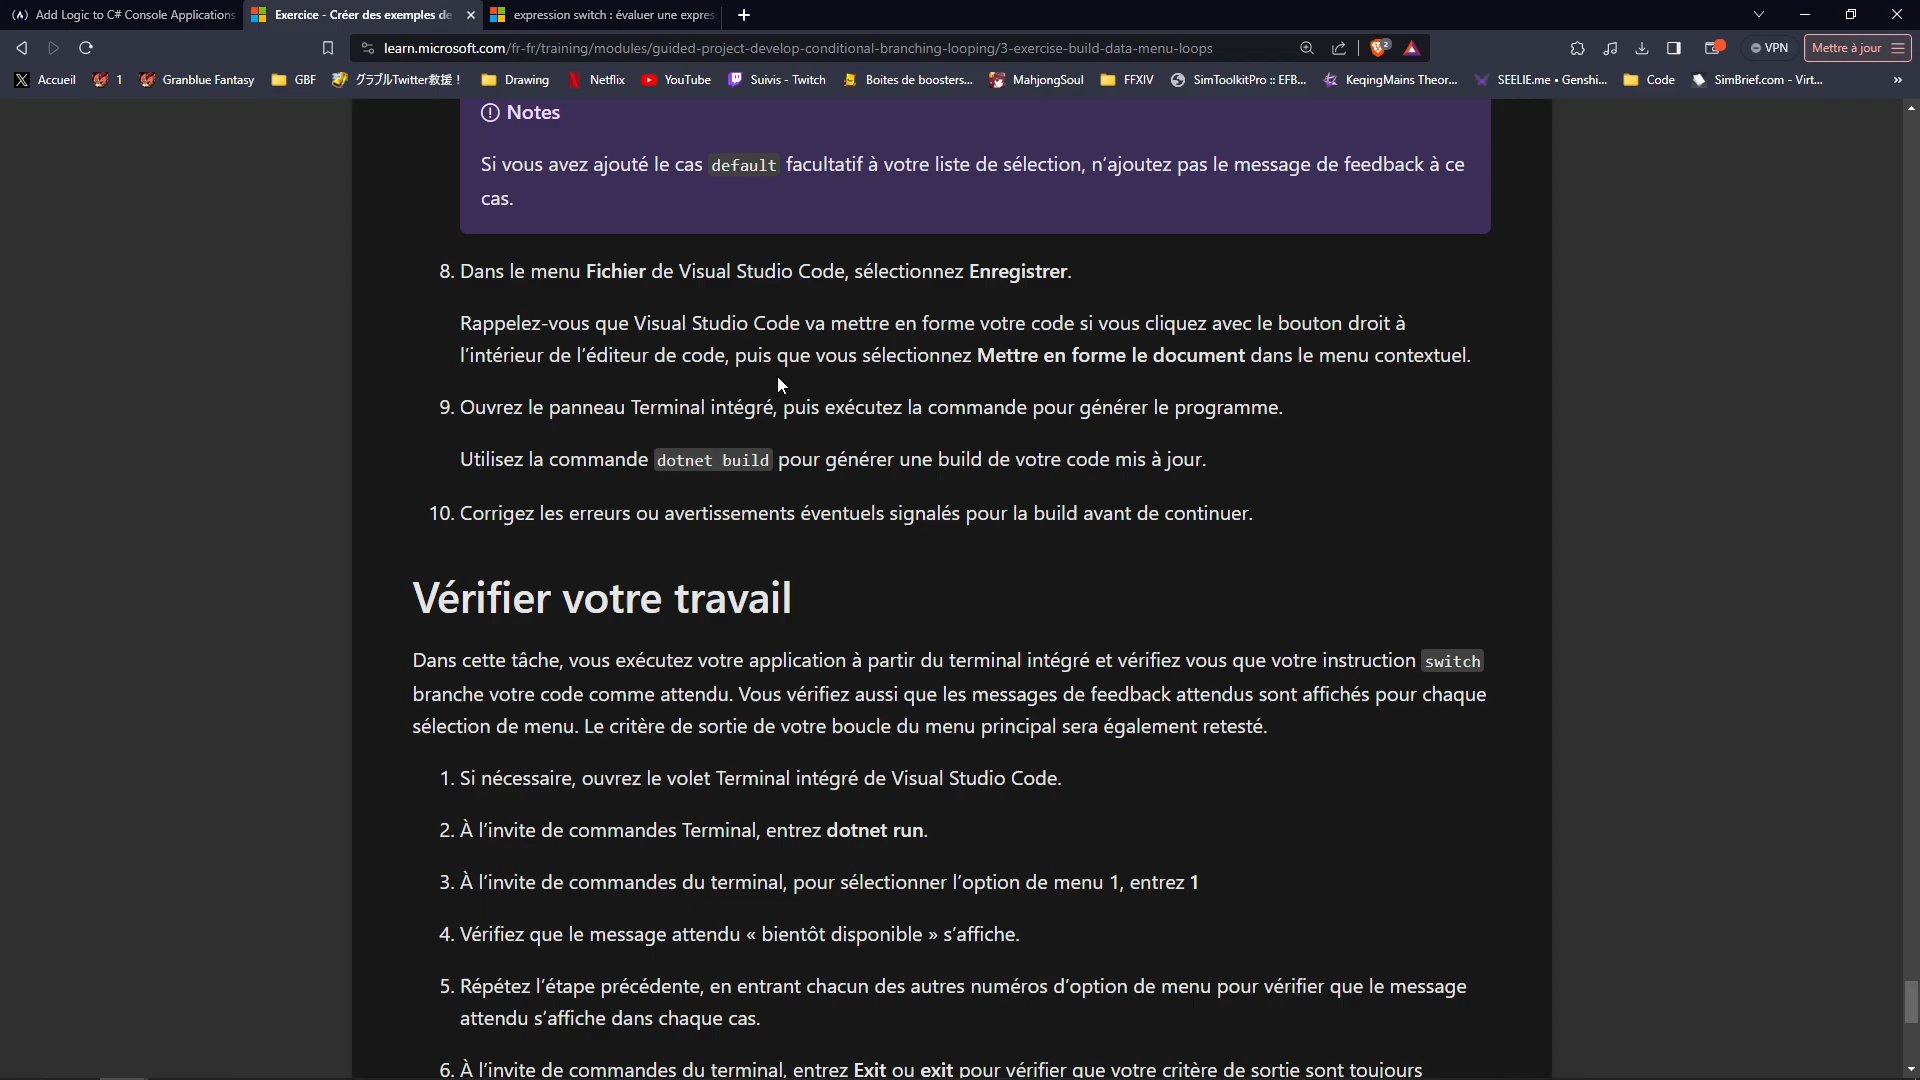 Add Logic to C# Console Applications
Exercice - Créer des exemples de
expression switch : évaluer une expres
learn.microsoft.com/fr-fr/training/modules/guided-project-develop-conditional-branching-looping/3-exercise-build-data-menu-loops
2
VPN
Mettre à jour
Accueil
1
Granblue Fantasy
GBF
グラブルTwitter救援！
Drawing
Netflix
YouTube
Suivis - Twitch
Boites de boosters...
MahjongSoul
FFXIV
SimToolkitPro :: EFB...
KeqingMains Theor...
SEELIE.me • Genshi...
Code
SimBrief.com - Virt...
»
Notes
Si vous avez ajouté le cas default facultatif à votre liste de sélection, n’ajoutez pas le message de feedback à ce
cas.
8. Dans le menu Fichier de Visual Studio Code, sélectionnez Enregistrer.
Rappelez-vous que Visual Studio Code va mettre en forme votre code si vous cliquez avec le bouton droit à
l’intérieur de l’éditeur de code, puis que vous sélectionnez Mettre en forme le document dans le menu contextuel.
9. Ouvrez le panneau Terminal intégré, puis exécutez la commande pour générer le programme.
Utilisez la commande dotnet build pour générer une build de votre code mis à jour.
10. Corrigez les erreurs ou avertissements éventuels signalés pour la build avant de continuer.
Vérifier votre travail
Dans cette tâche, vous exécutez votre application à partir du terminal intégré et vérifiez vous que votre instruction switch
branche votre code comme attendu. Vous vérifiez aussi que les messages de feedback attendus sont affichés pour chaque
sélection de menu. Le critère de sortie de votre boucle du menu principal sera également retesté.
1. Si nécessaire, ouvrez le volet Terminal intégré de Visual Studio Code.
2. À l’invite de commandes Terminal, entrez dotnet run.
3. À l’invite de commandes du terminal, pour sélectionner l’option de menu 1, entrez 1
4. Vérifiez que le message attendu « bientôt disponible » s’affiche.
5. Répétez l’étape précédente, en entrant chacun des autres numéros d’option de menu pour vérifier que le message
attendu s’affiche dans chaque cas.
6. À l’invite de commandes du terminal, entrez Exit ou exit pour vérifier que votre critère de sortie sont toujours